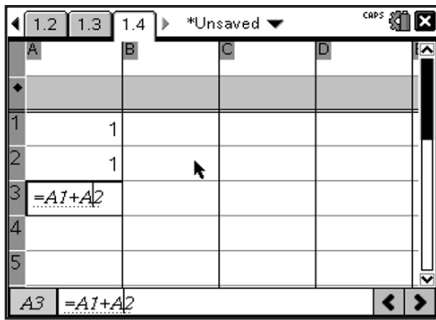 1.2 1.3 1.4 *Unsaved CAPS
A B C D
1 1
2 1
3 =A1+A2
4
5
A3 =A1+A2